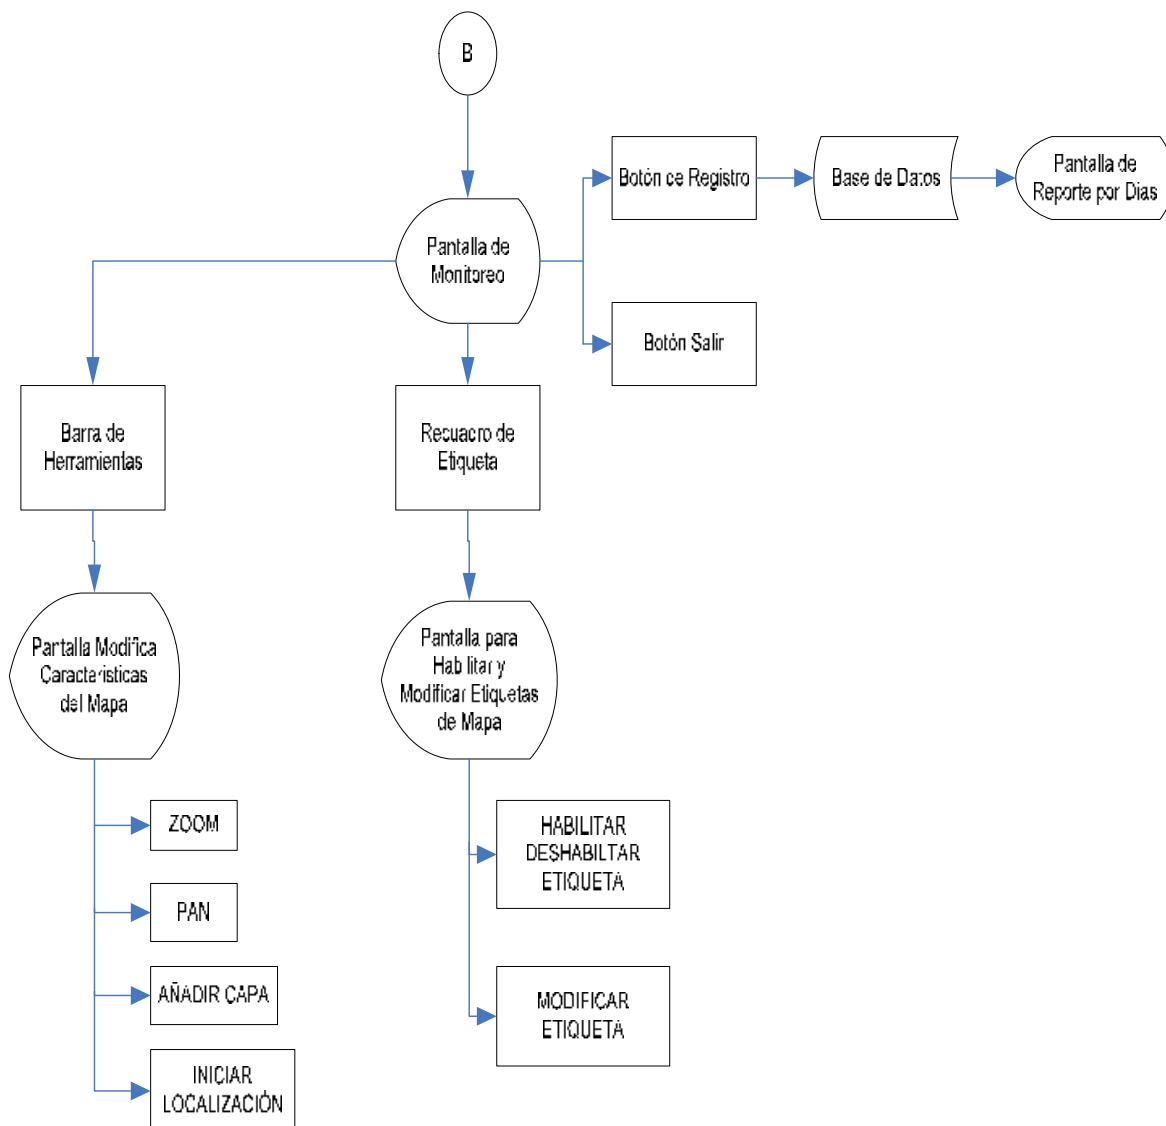 B
Botón ce Registro
Base de Datos
Pantalla de
Reporte por Dias
Pantalla de
Monitoreo
Botón Salir
Barra de
Herramientas
Recuacro de
Etiqueta
Pantalla Modifica
Características
del Mapa
Pantalla para
Habilitar y
Modificar Etiquetas
de Mapa
ZOOM
PAN
AÑADIR CAPA
INICIAR
LOCALIZACIÓN
HABILITAR
DESHABILTAR
ETIQUETA
MODIFICAR
ETIQUETA